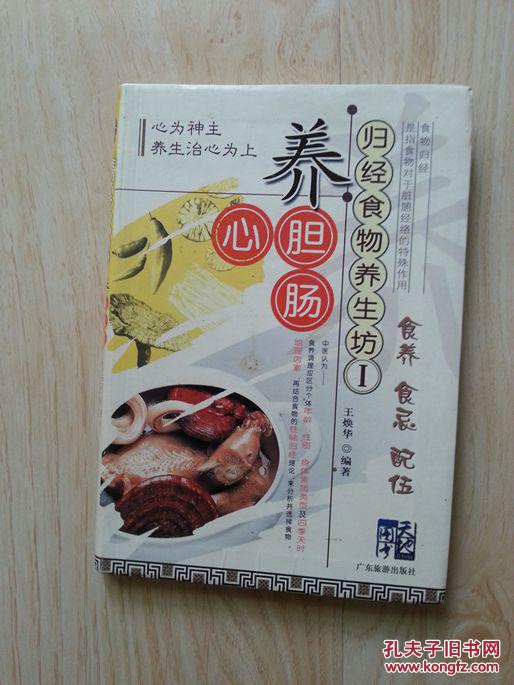 心为神主
养生治心为上
养
心
胆
肠
归经食物养生坊 I
食物归经
是指食物对于脏腑经络的特殊作用
食养 食忌 配伍
王焕华◎编著
中医认为——
食养调理应区分个体年龄、性别、身体素质类型及四季天时
地理因素，再结合食物的性味归经理论，来分析并选择食物。
天地
图书
广东旅游出版社
孔夫子旧书网
www.kongfz.com